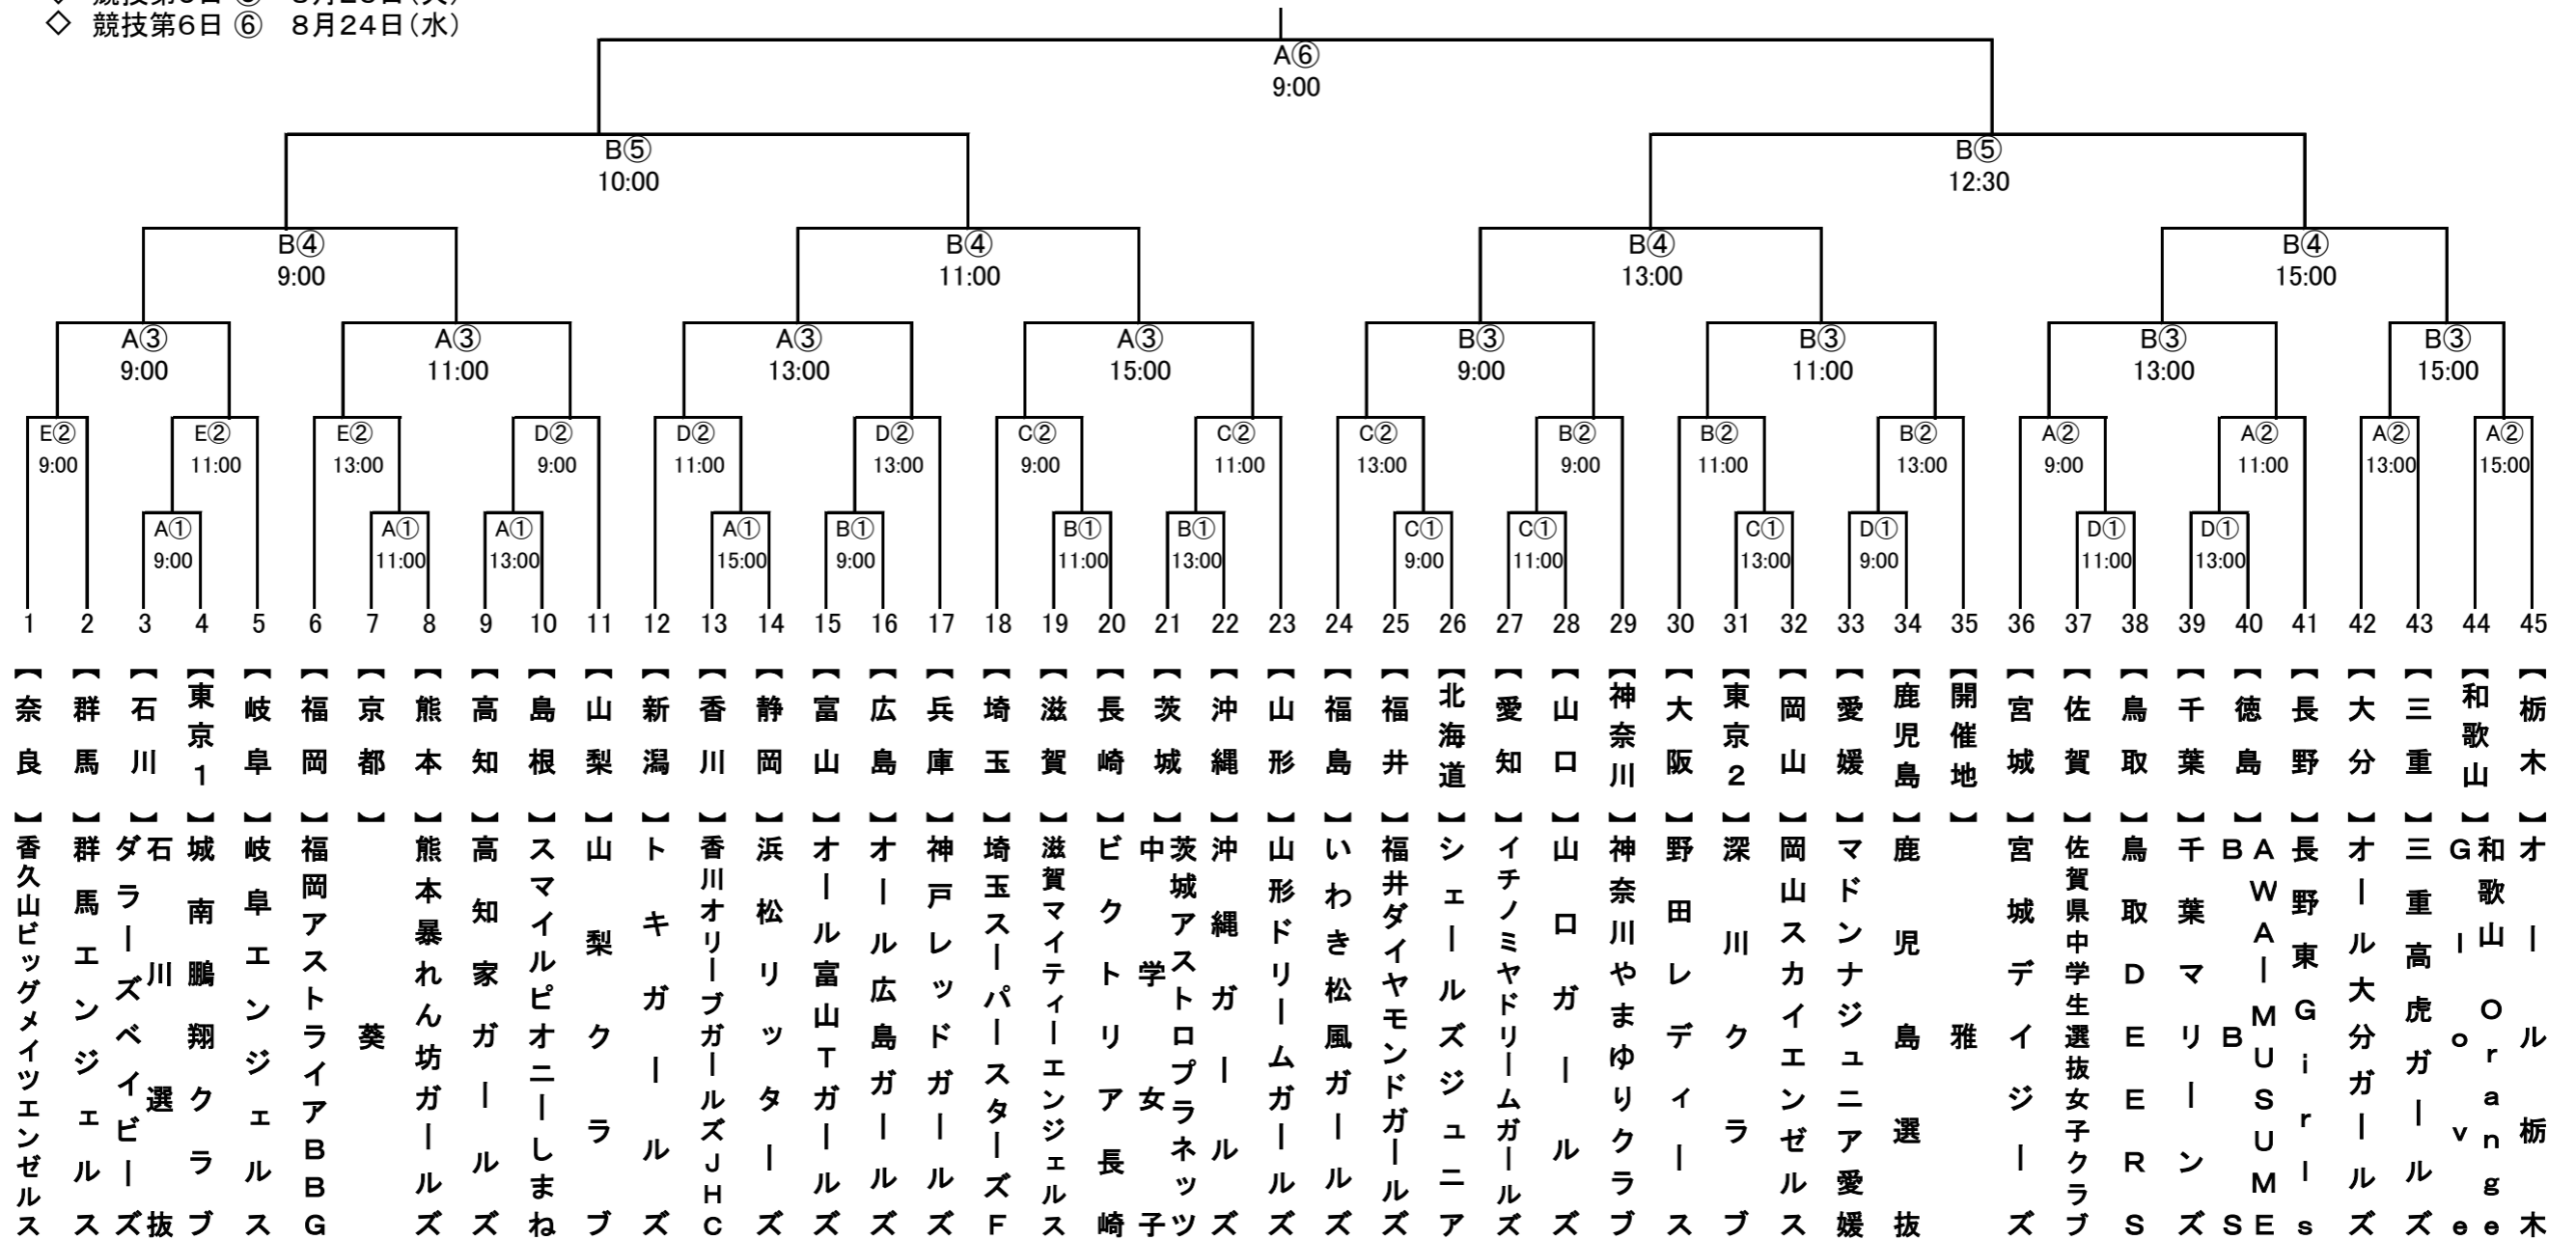 ◇ 競技第6日 ⑥ 8月24日(水)
A⑥
9:00
B⑤
10:00
B⑤
12:30
B④
9:00
B④
11:00
B④
13:00
B④
15:00
A③
9:00
A③
11:00
A③
13:00
A③
15:00
B③
9:00
B③
11:00
B③
13:00
B③
15:00
E②
9:00
E②
11:00
E②
13:00
D②
9:00
D②
11:00
D②
13:00
C②
9:00
C②
11:00
C②
13:00
B②
9:00
B②
11:00
B②
13:00
A②
9:00
A②
11:00
A②
13:00
A②
15:00
A①
9:00
A①
11:00
A①
13:00
A①
15:00
B①
9:00
B①
11:00
B①
13:00
C①
9:00
C①
11:00
C①
13:00
D①
9:00
D①
11:00
D①
13:00
1 【奈良】 香久山ビッグメイツエンゼルス
2 【群馬】 群馬エンジェルス
3 【石川】 石川選抜ダラーズベイビーズ
4 【東京1】 城南鵬翔クラブ
5 【岐阜】 岐阜エンジェルス
6 【福岡】 福岡アストライアBBG
7 【京都】 葵
8 【熊本】 熊本暴れん坊ガールズ
9 【高知】 高知家ガールズ
10 【島根】 スマイルピオニーしまね
11 【山梨】 山梨クラブ
12 【新潟】 トキガールズ
13 【香川】 香川オリーブガールズJHC
14 【静岡】 浜松リッターズ
15 【富山】 オール富山Tガールズ
16 【広島】 オール広島ガールズ
17 【兵庫】 神戸レッドガールズ
18 【埼玉】 埼玉スーパースターズF
19 【滋賀】 滋賀マイティーエンジェルス
20 【長崎】 ビクトリア長崎
21 【茨城】 茨城アストロプラネッツ中学女子
22 【沖縄】 沖縄ガールズ
23 【山形】 山形ドリームガールズ
24 【福島】 いわき松風ガールズ
25 【福井】 福井ダイヤモンドガールズ
26 【北海道】 シェールズジュニア
27 【愛知】 イチノミヤドリームガールズ
28 【山口】 山口ガールズ
29 【神奈川】 神奈川やまゆりクラブ
30 【大阪】 野田レディース
31 【東京2】 深川クラブ
32 【岡山】 岡山スカイエンゼルス
33 【愛媛】 マドンナジュニア愛媛
34 【鹿児島】 鹿児島選抜
35 【開催地】 雅
36 【宮城】 宮城デイジーズ
37 【佐賀】 佐賀県中学生選抜女子クラブ
38 【鳥取】 鳥取DEERS
39 【千葉】 千葉マリーンズ
40 【徳島】 AWAーMUSUME BBS
41 【長野】 長野東Girls
42 【大分】 オール大分ガールズ
43 【三重】 三重高虎ガールズ
44 【和歌山】 和歌山 Orange Gーove
45 【栃木】 オール栃木